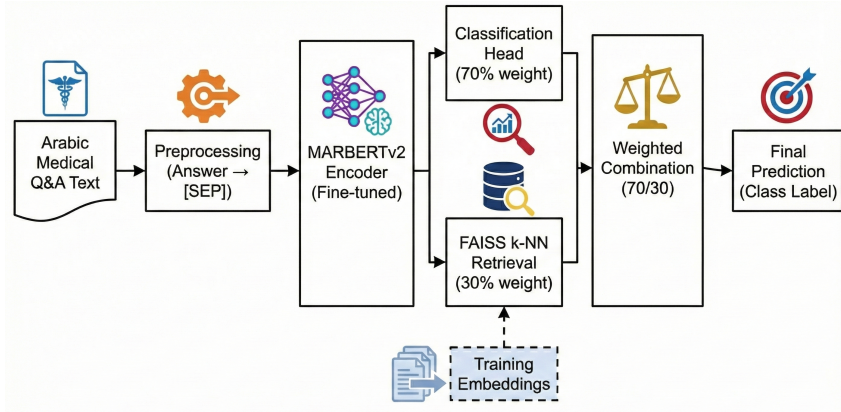 Arabic
Medical
Q&A Text
Preprocessing
(Answer →
[SEP])
MARBERTv2
Encoder
(Fine-tuned)
Classification
Head
(70% weight)
FAISS k-NN
Retrieval
(30% weight)
Training
Embeddings
Weighted
Combination
(70/30)
Final
Prediction
(Class Label)